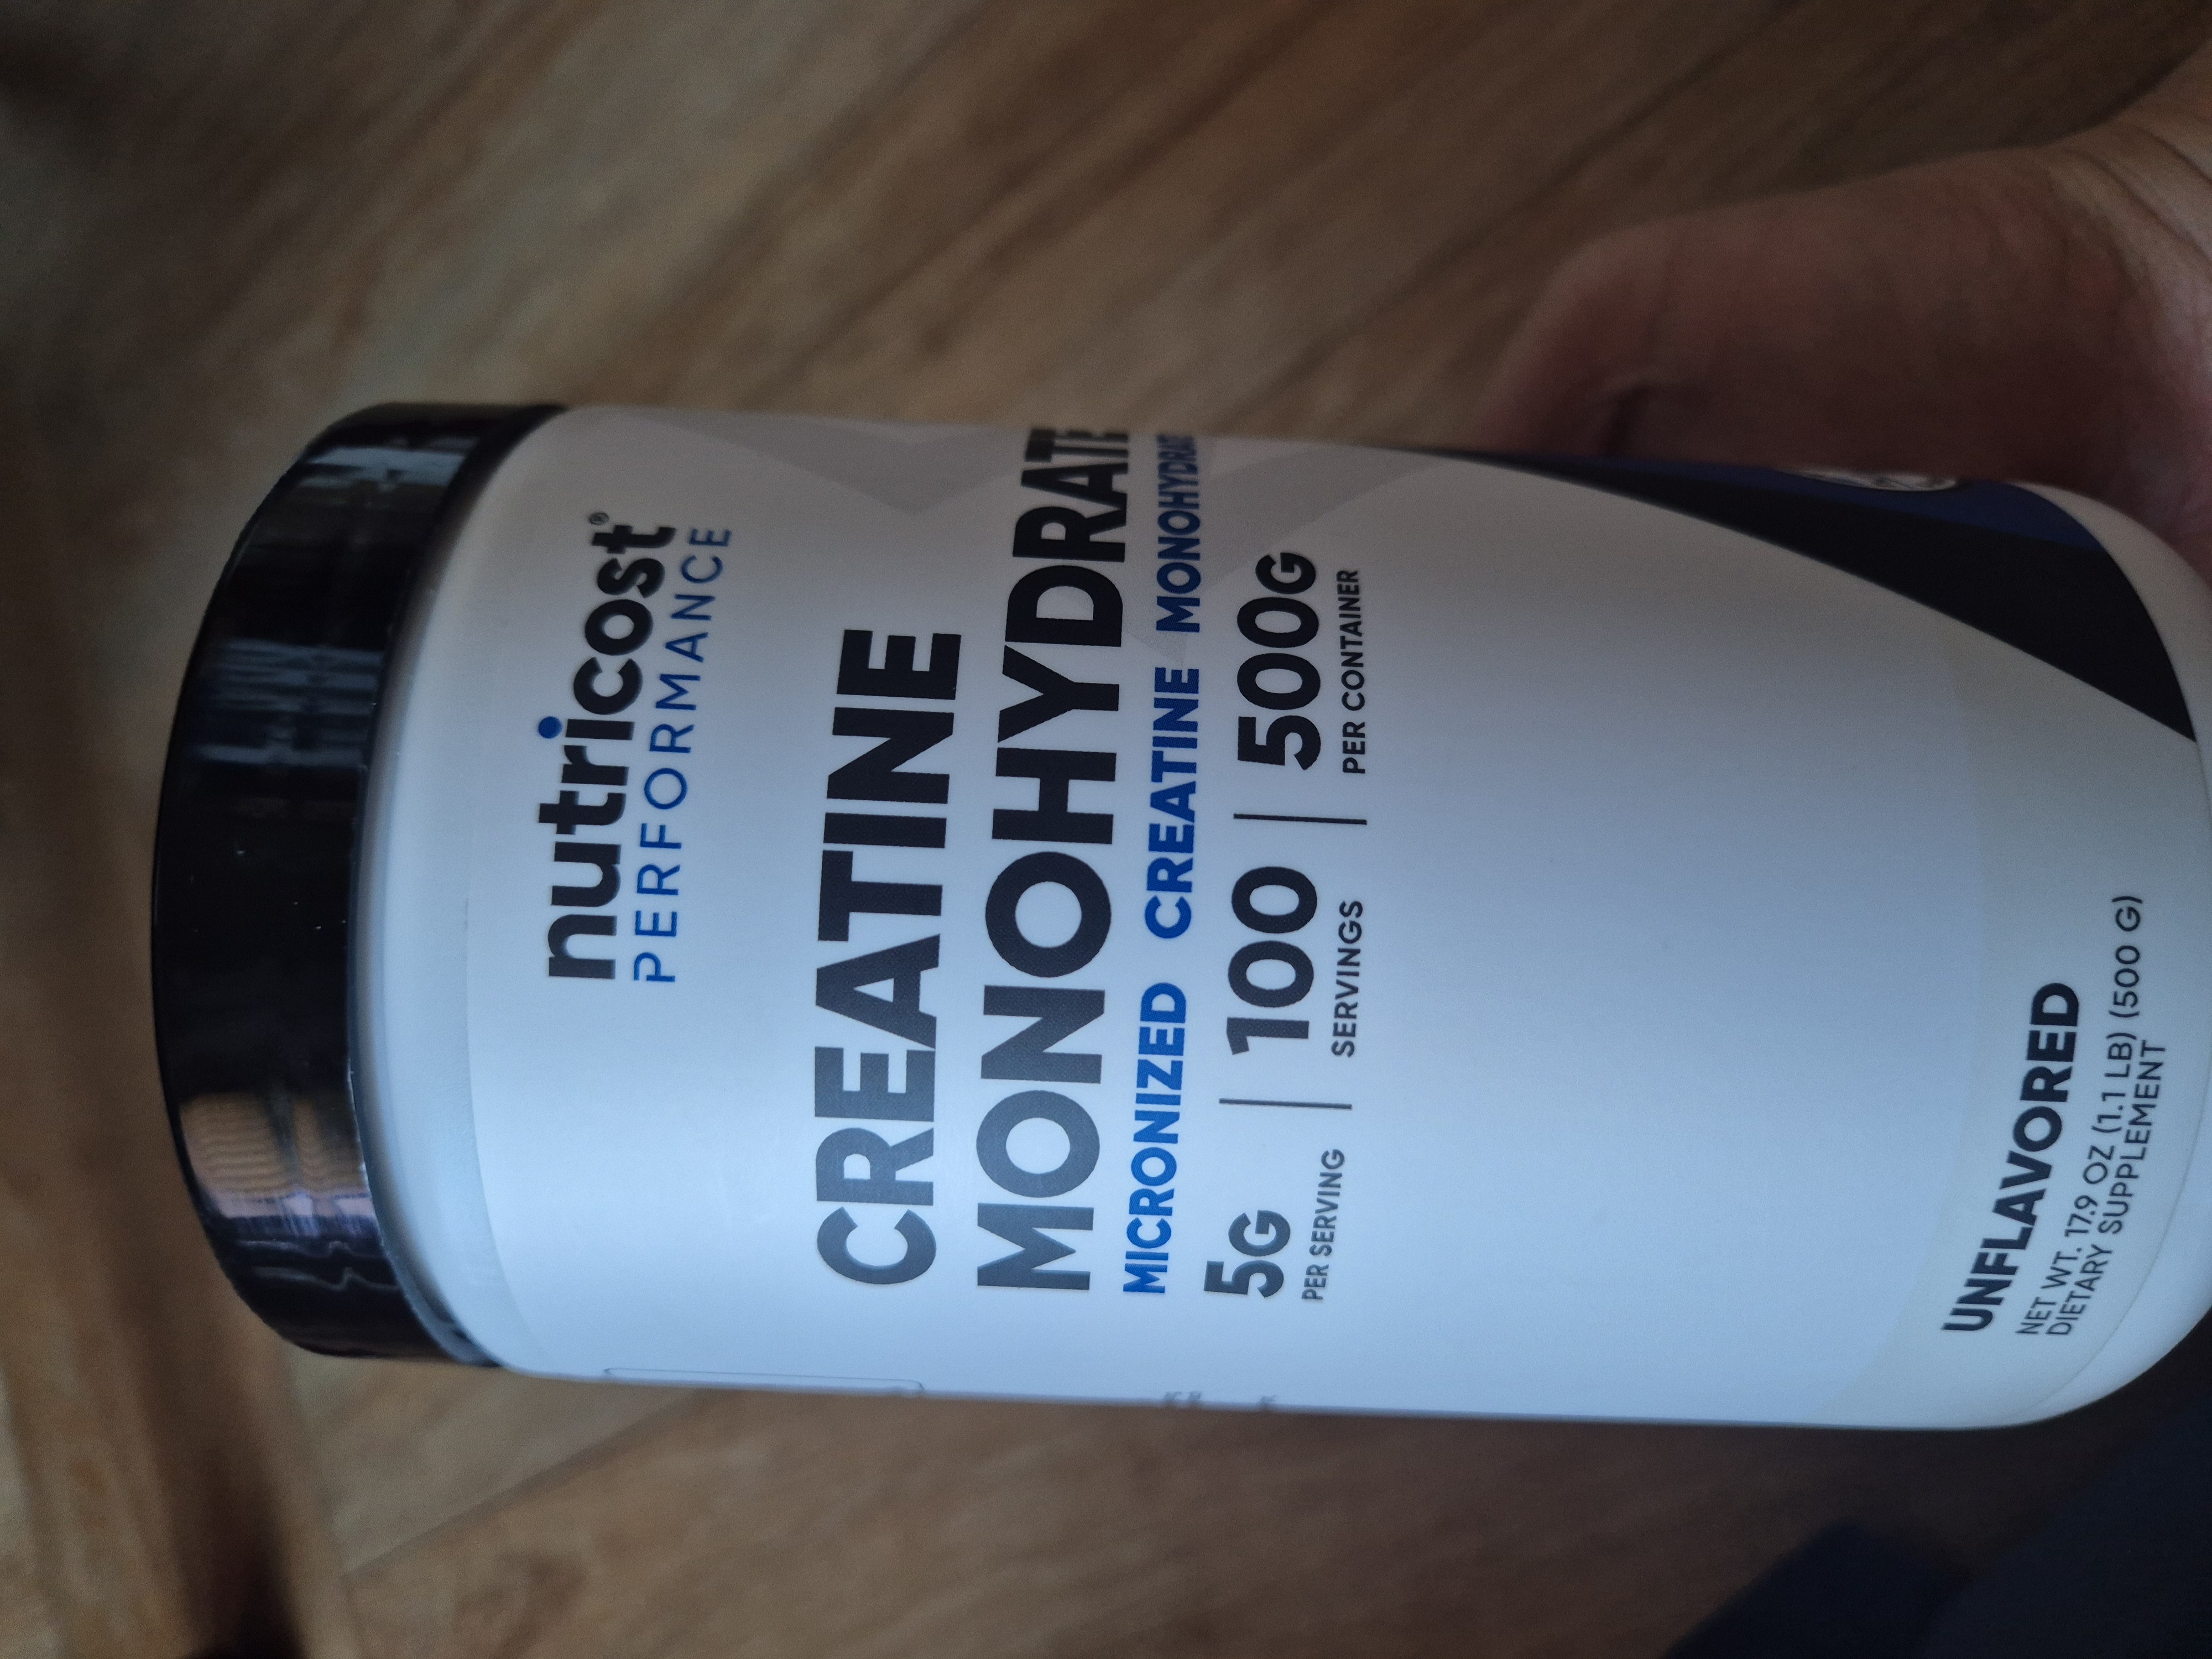 nutricost®
PERFORMANCE
CREATINE
MONOHYDRATE
MICRONIZED CREATINE MONOHYDRATE
5G
PER SERVING
100
SERVINGS
500G
PER CONTAINER
UNFLAVORED
NET WT. 17.9 OZ (1.1 LB) (500 G)
DIETARY SUPPLEMENT